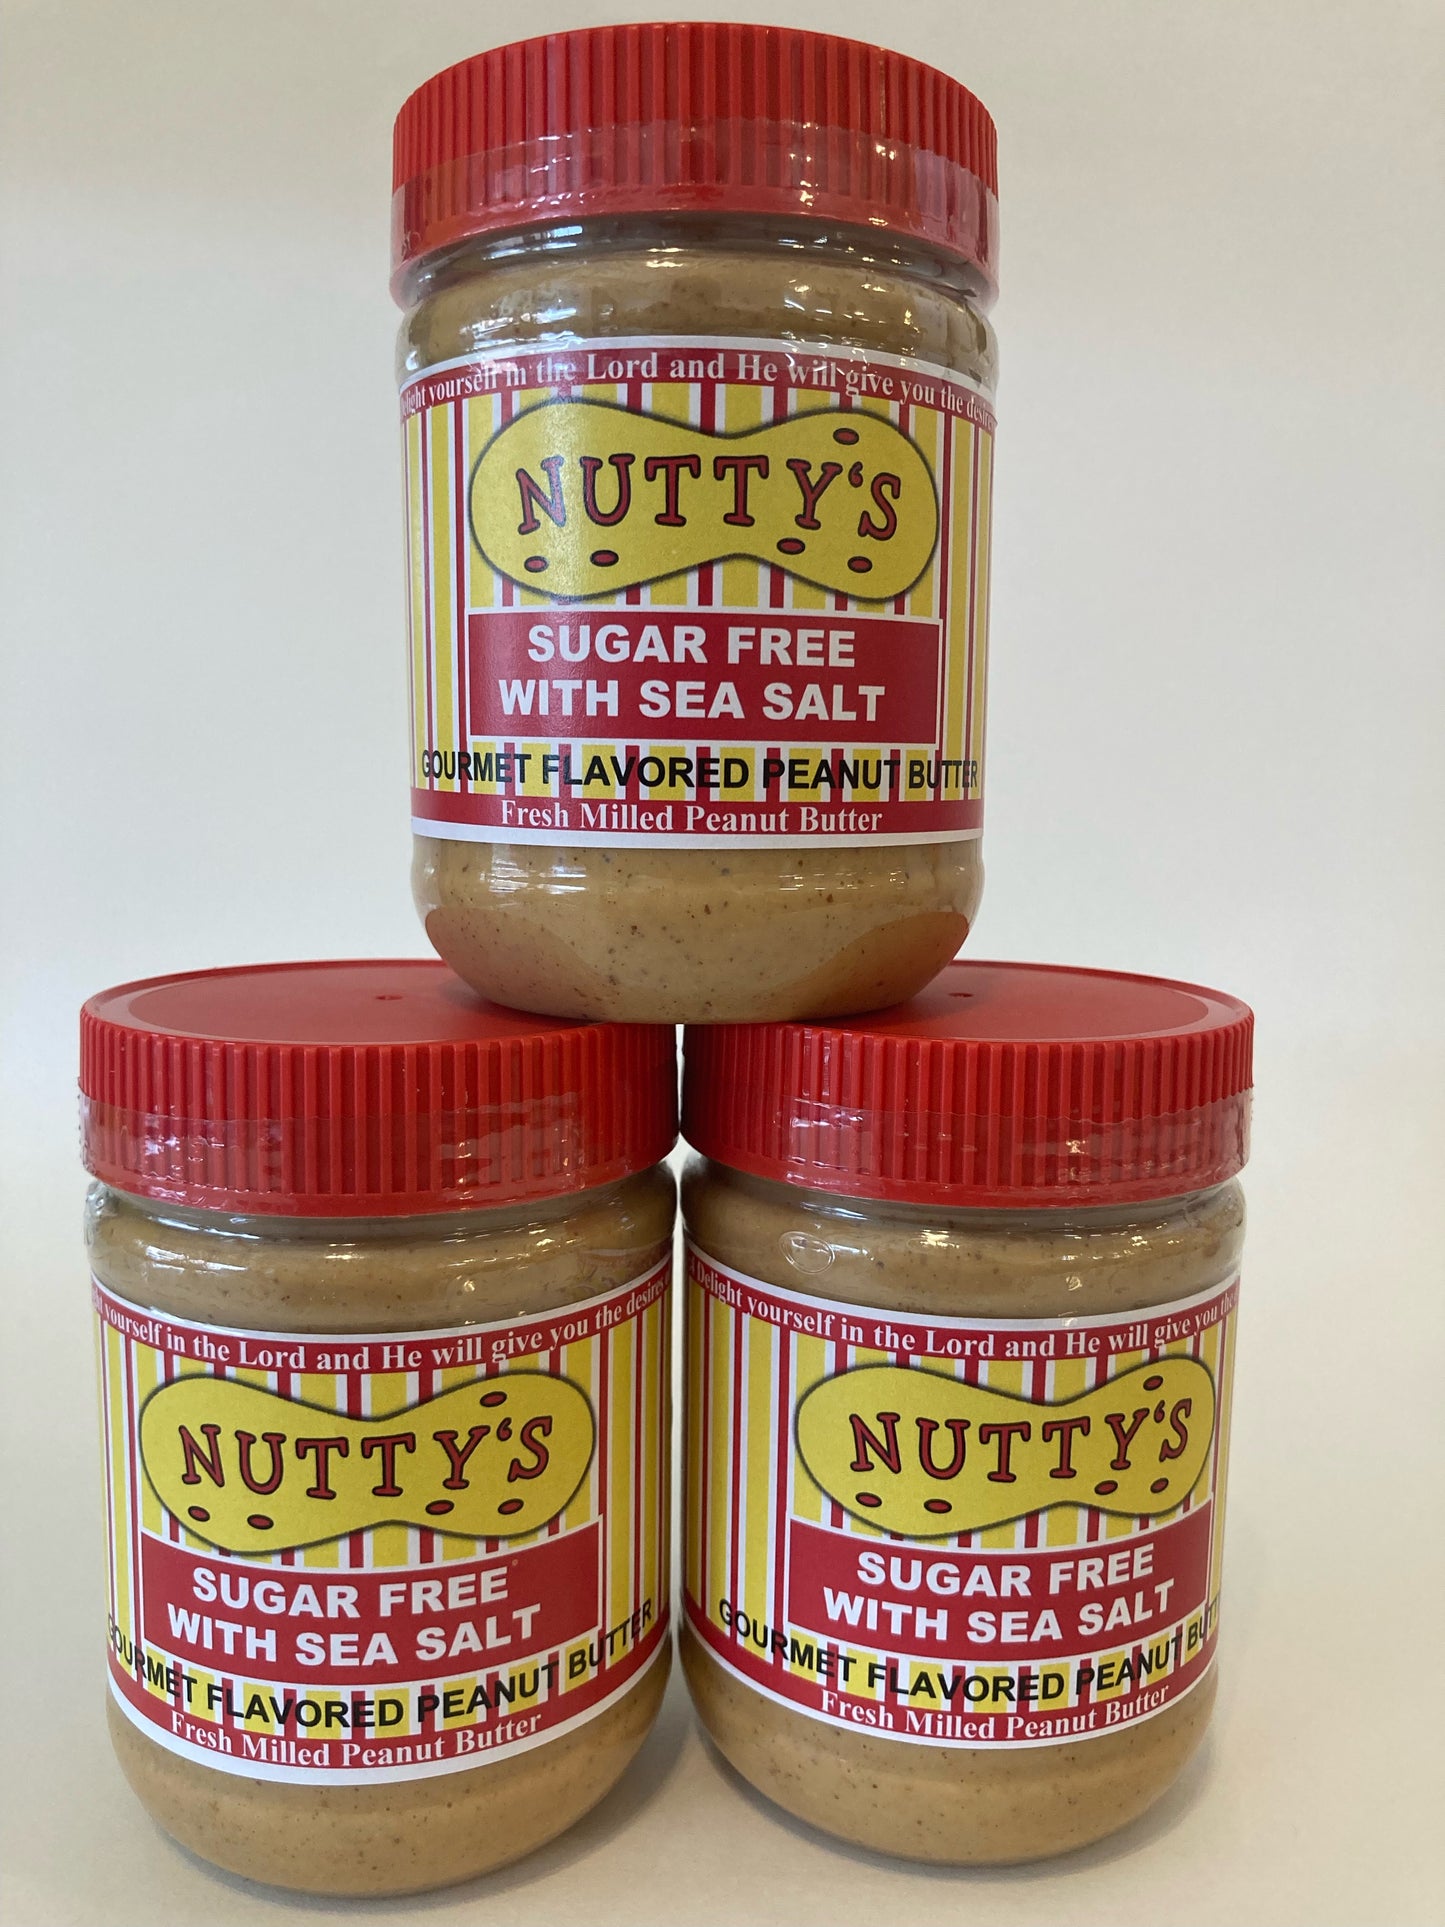 Delight yourself in the Lord and He will give you the desires
NUTTY'S
SUGAR FREE
WITH SEA SALT
GOURMET FLAVORED PEANUT BUTTER
Fresh Milled Peanut Butter
yourself in the Lord and He will give you the desires
NUTTY'S
SUGAR FREE
WITH SEA SALT
GOURMET FLAVORED PEANUT BUTTER
Fresh Milled Peanut Butter
Delight yourself in the Lord and He will give you the
NUTTY'S
SUGAR FREE
WITH SEA SALT
GOURMET FLAVORED PEANUT BUTT
Fresh Milled Peanut Butter